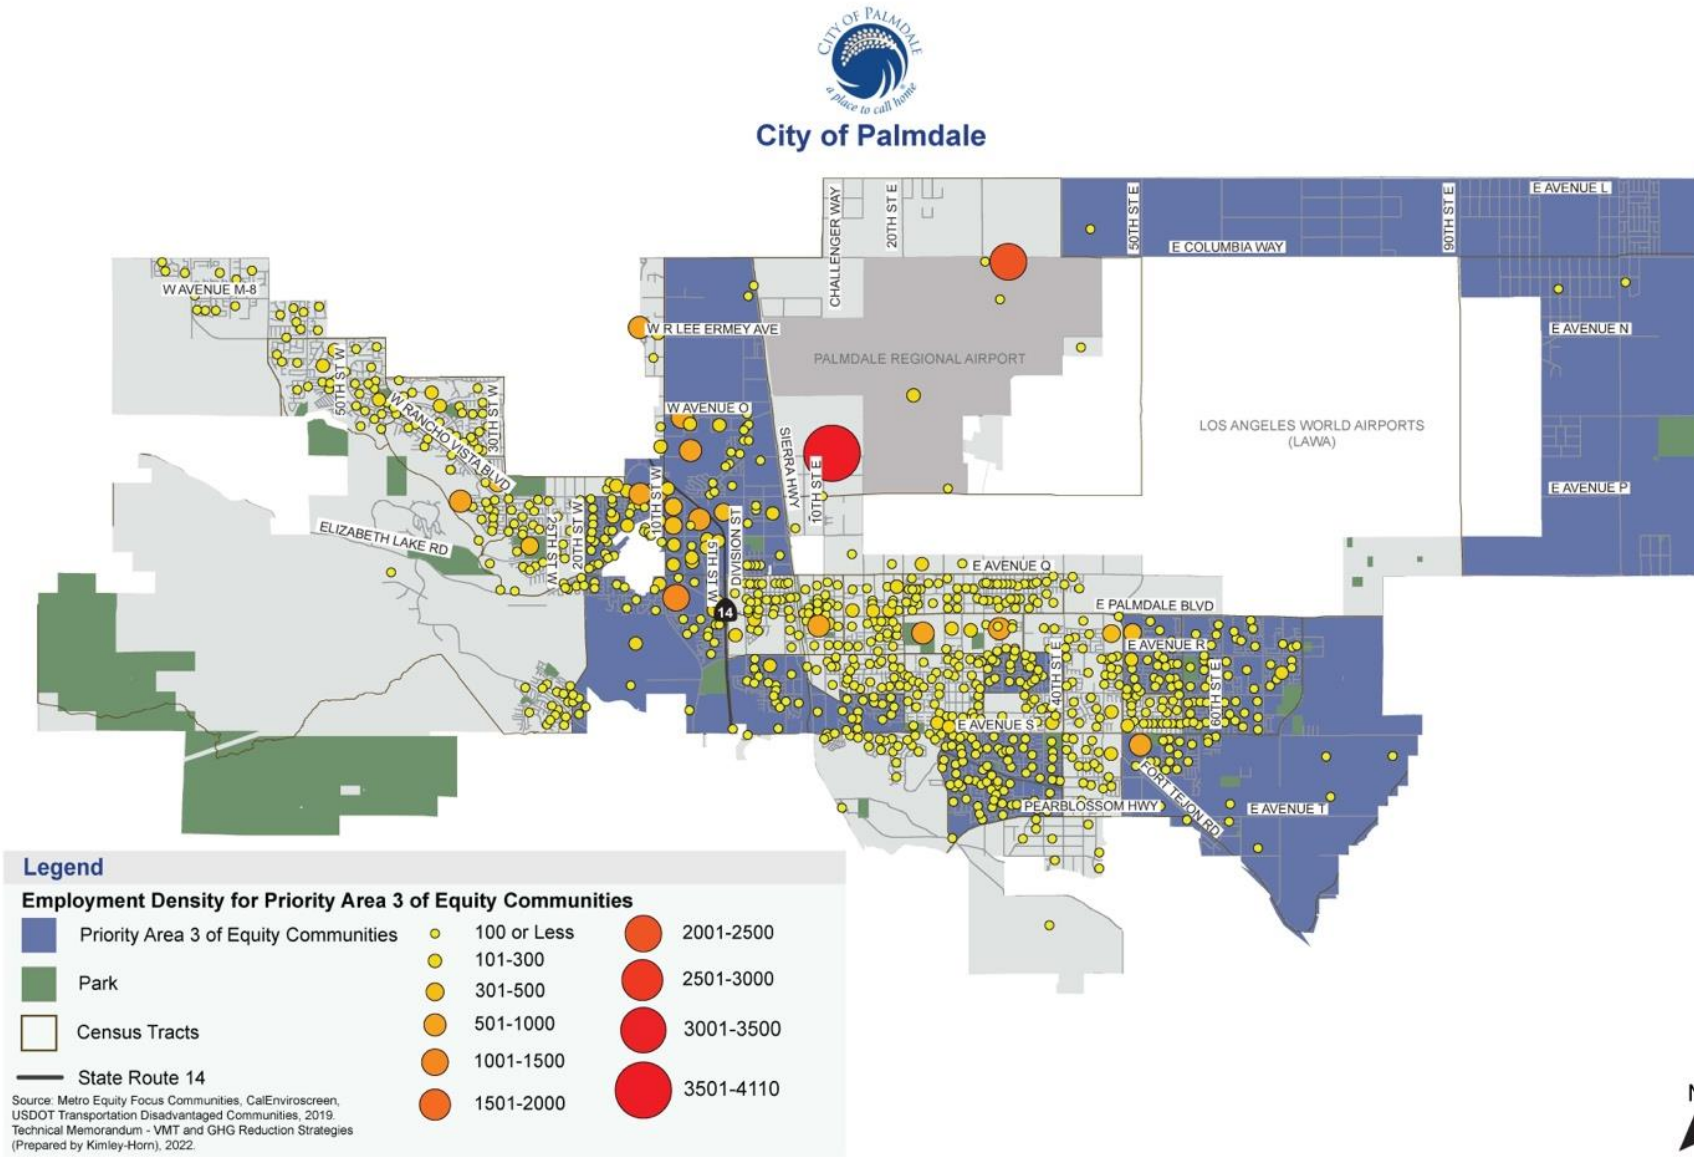 CITY OF PALMDALE
a place to call home
City of Palmdale
CHALLENGER WAY
20TH ST E
50TH ST E
90TH ST E
E AVENUE L
E COLUMBIA WAY
W AVENUE M-8
W R LEE ERMEY AVE
E AVENUE N
PALMDALE REGIONAL AIRPORT
50TH ST W
W RANCHO VISTA BLVD
30TH ST W
W AVENUE O
SIERRA HWY
10TH ST E
LOS ANGELES WORLD AIRPORTS
(LAWA)
E AVENUE P
ELIZABETH LAKE RD
25TH ST W
20TH ST W
10TH ST W
5TH ST W
DIVISION ST
14
E AVENUE Q
E PALMDALE BLVD
E AVENUE R
40TH ST E
60TH ST E
E AVENUE S
PEARBLOSSOM HWY
FORT TEJON RD
E AVENUE T
Legend
Employment Density for Priority Area 3 of Equity Communities
Priority Area 3 of Equity Communities
Park
Census Tracts
State Route 14
100 or Less
101-300
301-500
501-1000
1001-1500
1501-2000
2001-2500
2501-3000
3001-3500
3501-4110
Source: Metro Equity Focus Communities, CalEnviroscreen,
USDOT Transportation Disadvantaged Communities, 2019.
Technical Memorandum - VMT and GHG Reduction Strategies
(Prepared by Kimley-Horn), 2022.
N